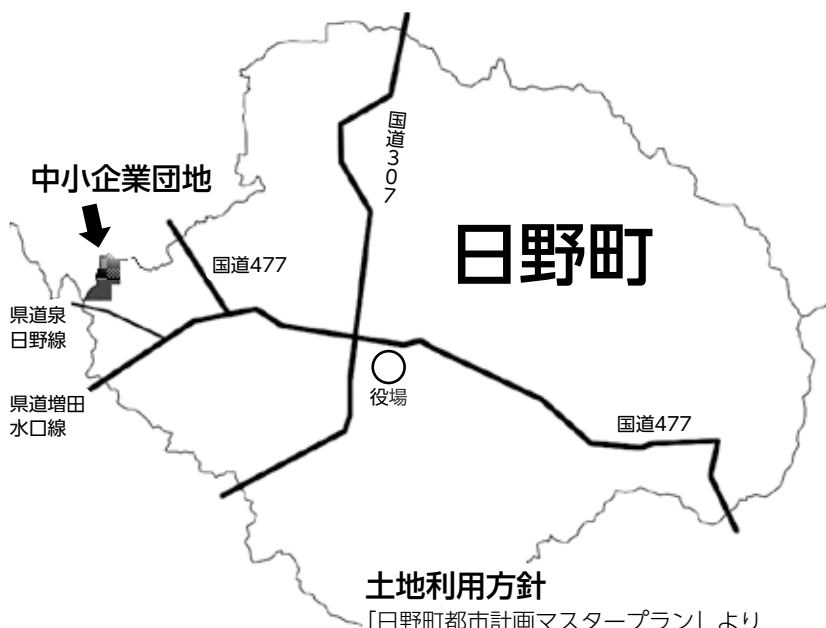 国道307
中小企業団地
日野町
国道477
県道泉
日野線
役場
県道増田
水口線
国道477
土地利用方針
「日野町都市計画マスタープラン」より